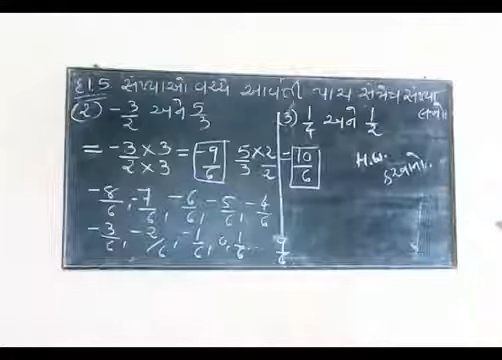 દા.5. સંખ્યાઓ વચ્ચે આવતી પાંચ સંમેય સંખ્યા લખો.
(2) -3/2 અને 5/3
= -3/2 × 3/3 = -9/6 5/3 × 2/2 = 10/6
-8/6, -7/6, -6/6, -5/6, -4/6
-3/6, -2/6, -1/6, 0, 1/6 ... 9/6
3) 1/4 અને 1/2
H.W.